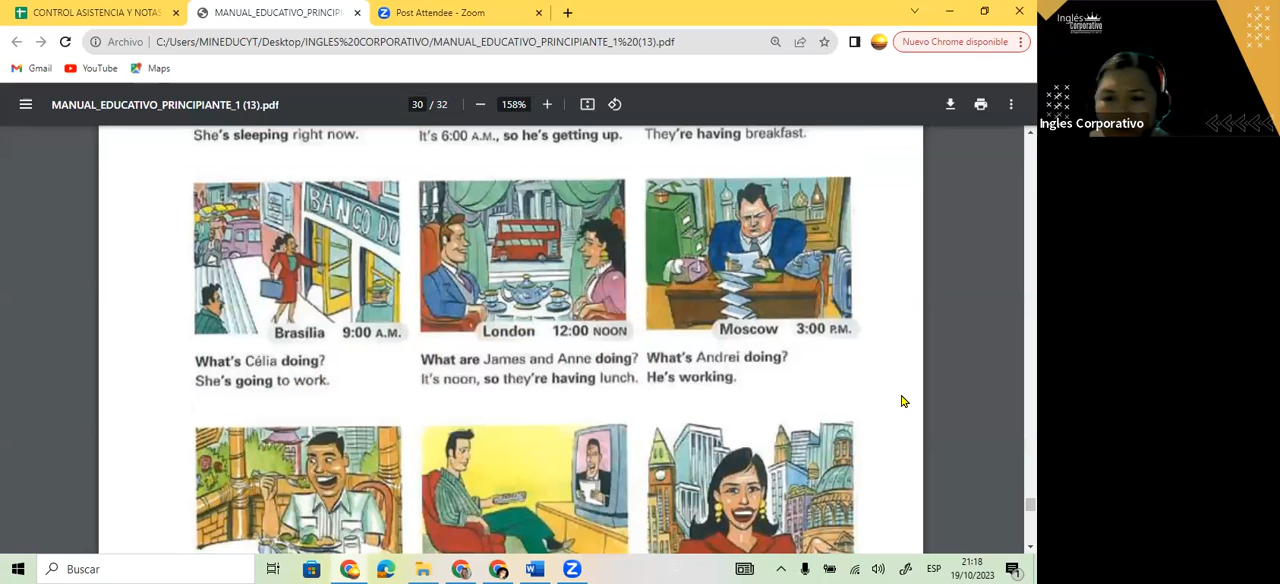 CONTROL ASISTENCIA Y NOTAS
MANUAL_EDUCATIVO_PRINCIPI
Post Attendee - Zoom
Archivo
C:/Users/MINEDUCYT/Desktop/INGLES%20CORPORATIVO/MANUAL_EDUCATIVO_PRINCIPIANTE_1%20(13).pdf
Nuevo Chrome disponible
Gmail
YouTube
Maps
MANUAL_EDUCATIVO_PRINCIPIANTE_1 (13).pdf
30 / 32
158%
Inglés
Corporativo
Ingles Corporativo
She's sleeping right now.
It's 6:00 A.M., so he's getting up.
They're having breakfast.
BANCO DO
Brasília 9:00 A.M.
London 12:00 NOON
Moscow 3:00 P.M.
What's Célia doing?
She's going to work.
What are James and Anne doing?
It's noon, so they're having lunch.
What's Andrei doing?
He's working.
Buscar
ESP
21:18
19/10/2023